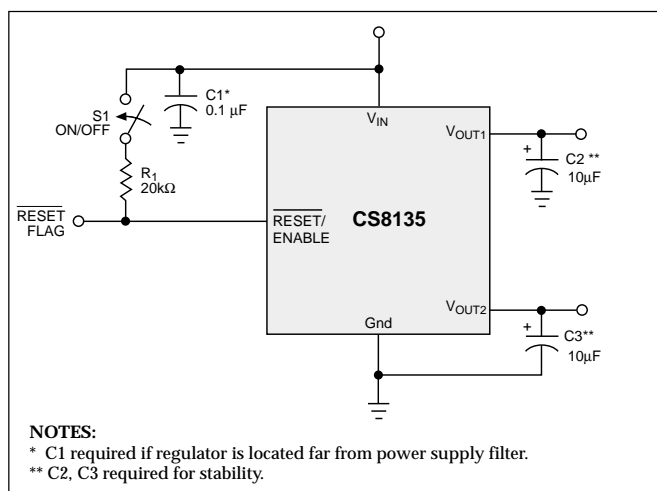 C1*
0.1 µF
S1
ON/OFF
R1
20kΩ
RESET
FLAG
VIN
VOUT1
RESET/
ENABLE
CS8135
VOUT2
Gnd
+
C2 **
10µF
+
C3**
10µF
NOTES:
* C1 required if regulator is located far from power supply filter.
** C2, C3 required for stability.